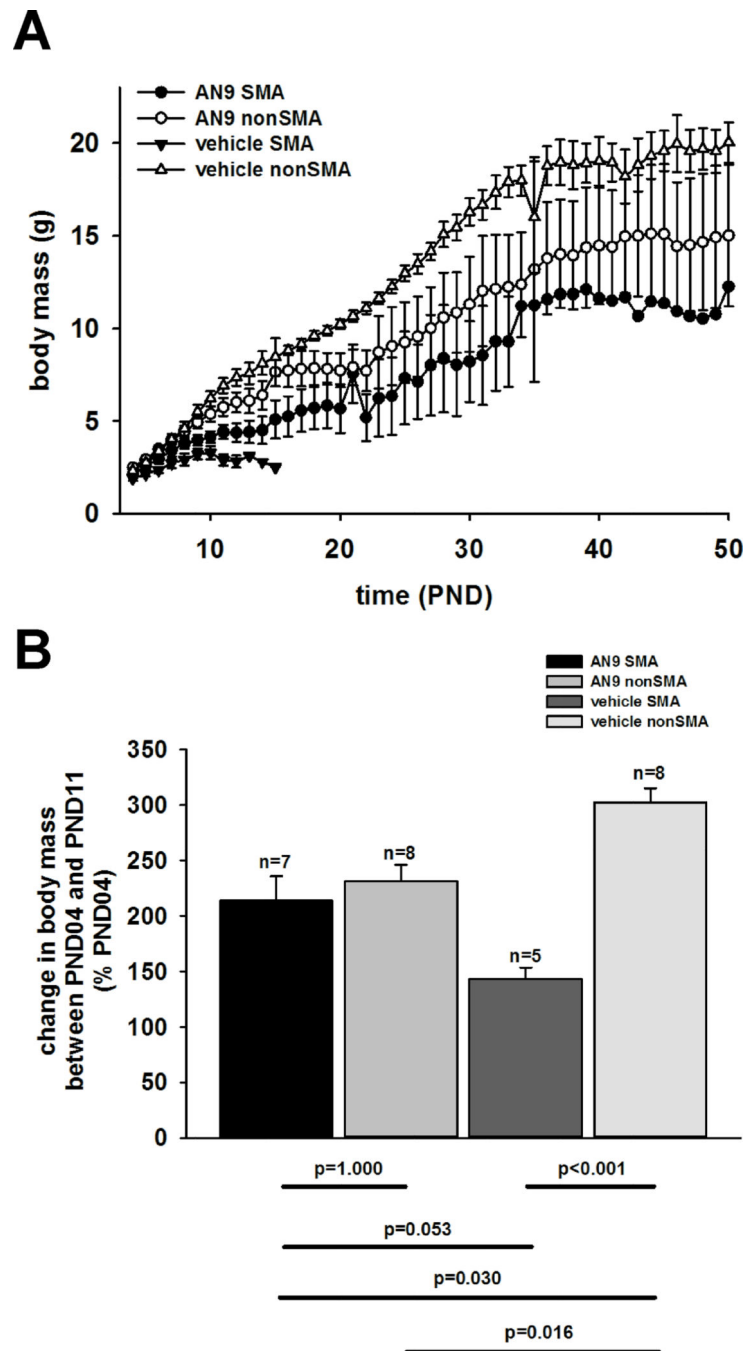 A
AN9 SMA
AN9 nonSMA
vehicle SMA
vehicle nonSMA
20
15
10
5
0
body mass (g)
10 20 30 40 50
time (PND)
B
AN9 SMA
AN9 nonSMA
vehicle SMA
vehicle nonSMA
350
300
250
200
150
100
50
0
change in body mass
between PND04 and PND11
(% PND04)
n=7
n=8
n=5
n=8
p=1.000 p<0.001
p=0.053
p=0.030
p=0.016